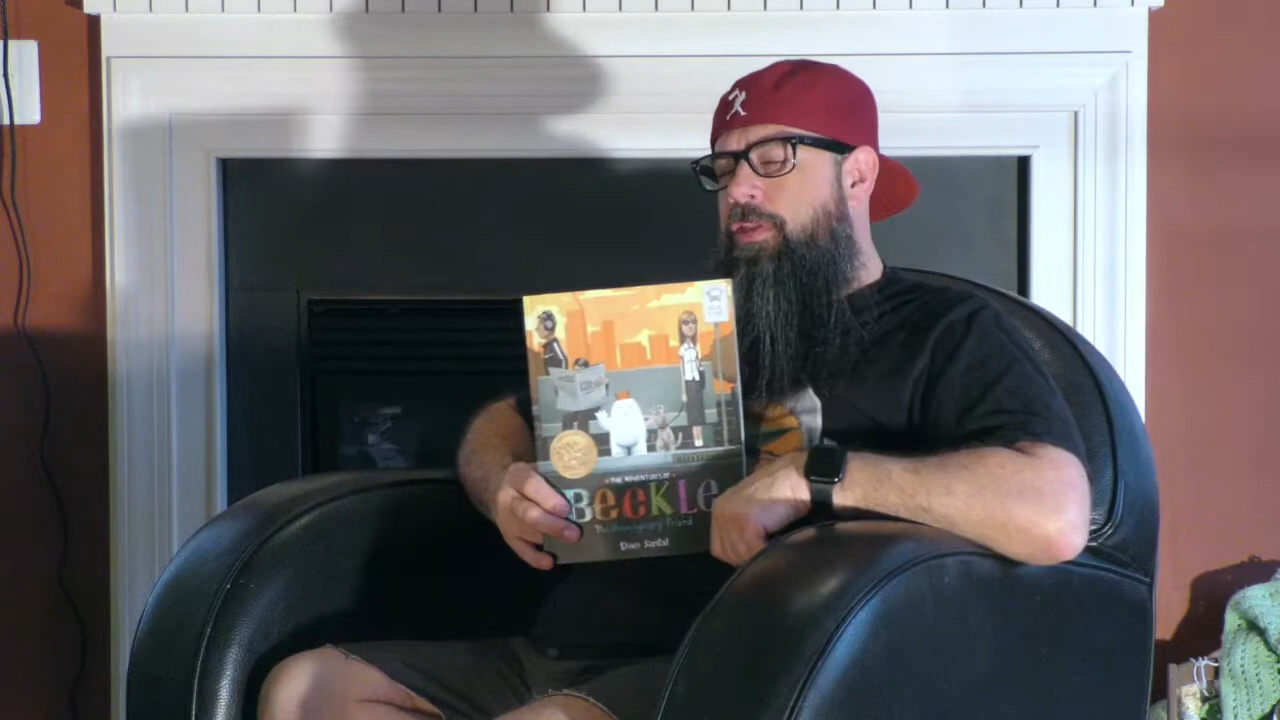 THE ADVENTURES OF
BEEKLE
The Unimaginary Friend
Dan Santat